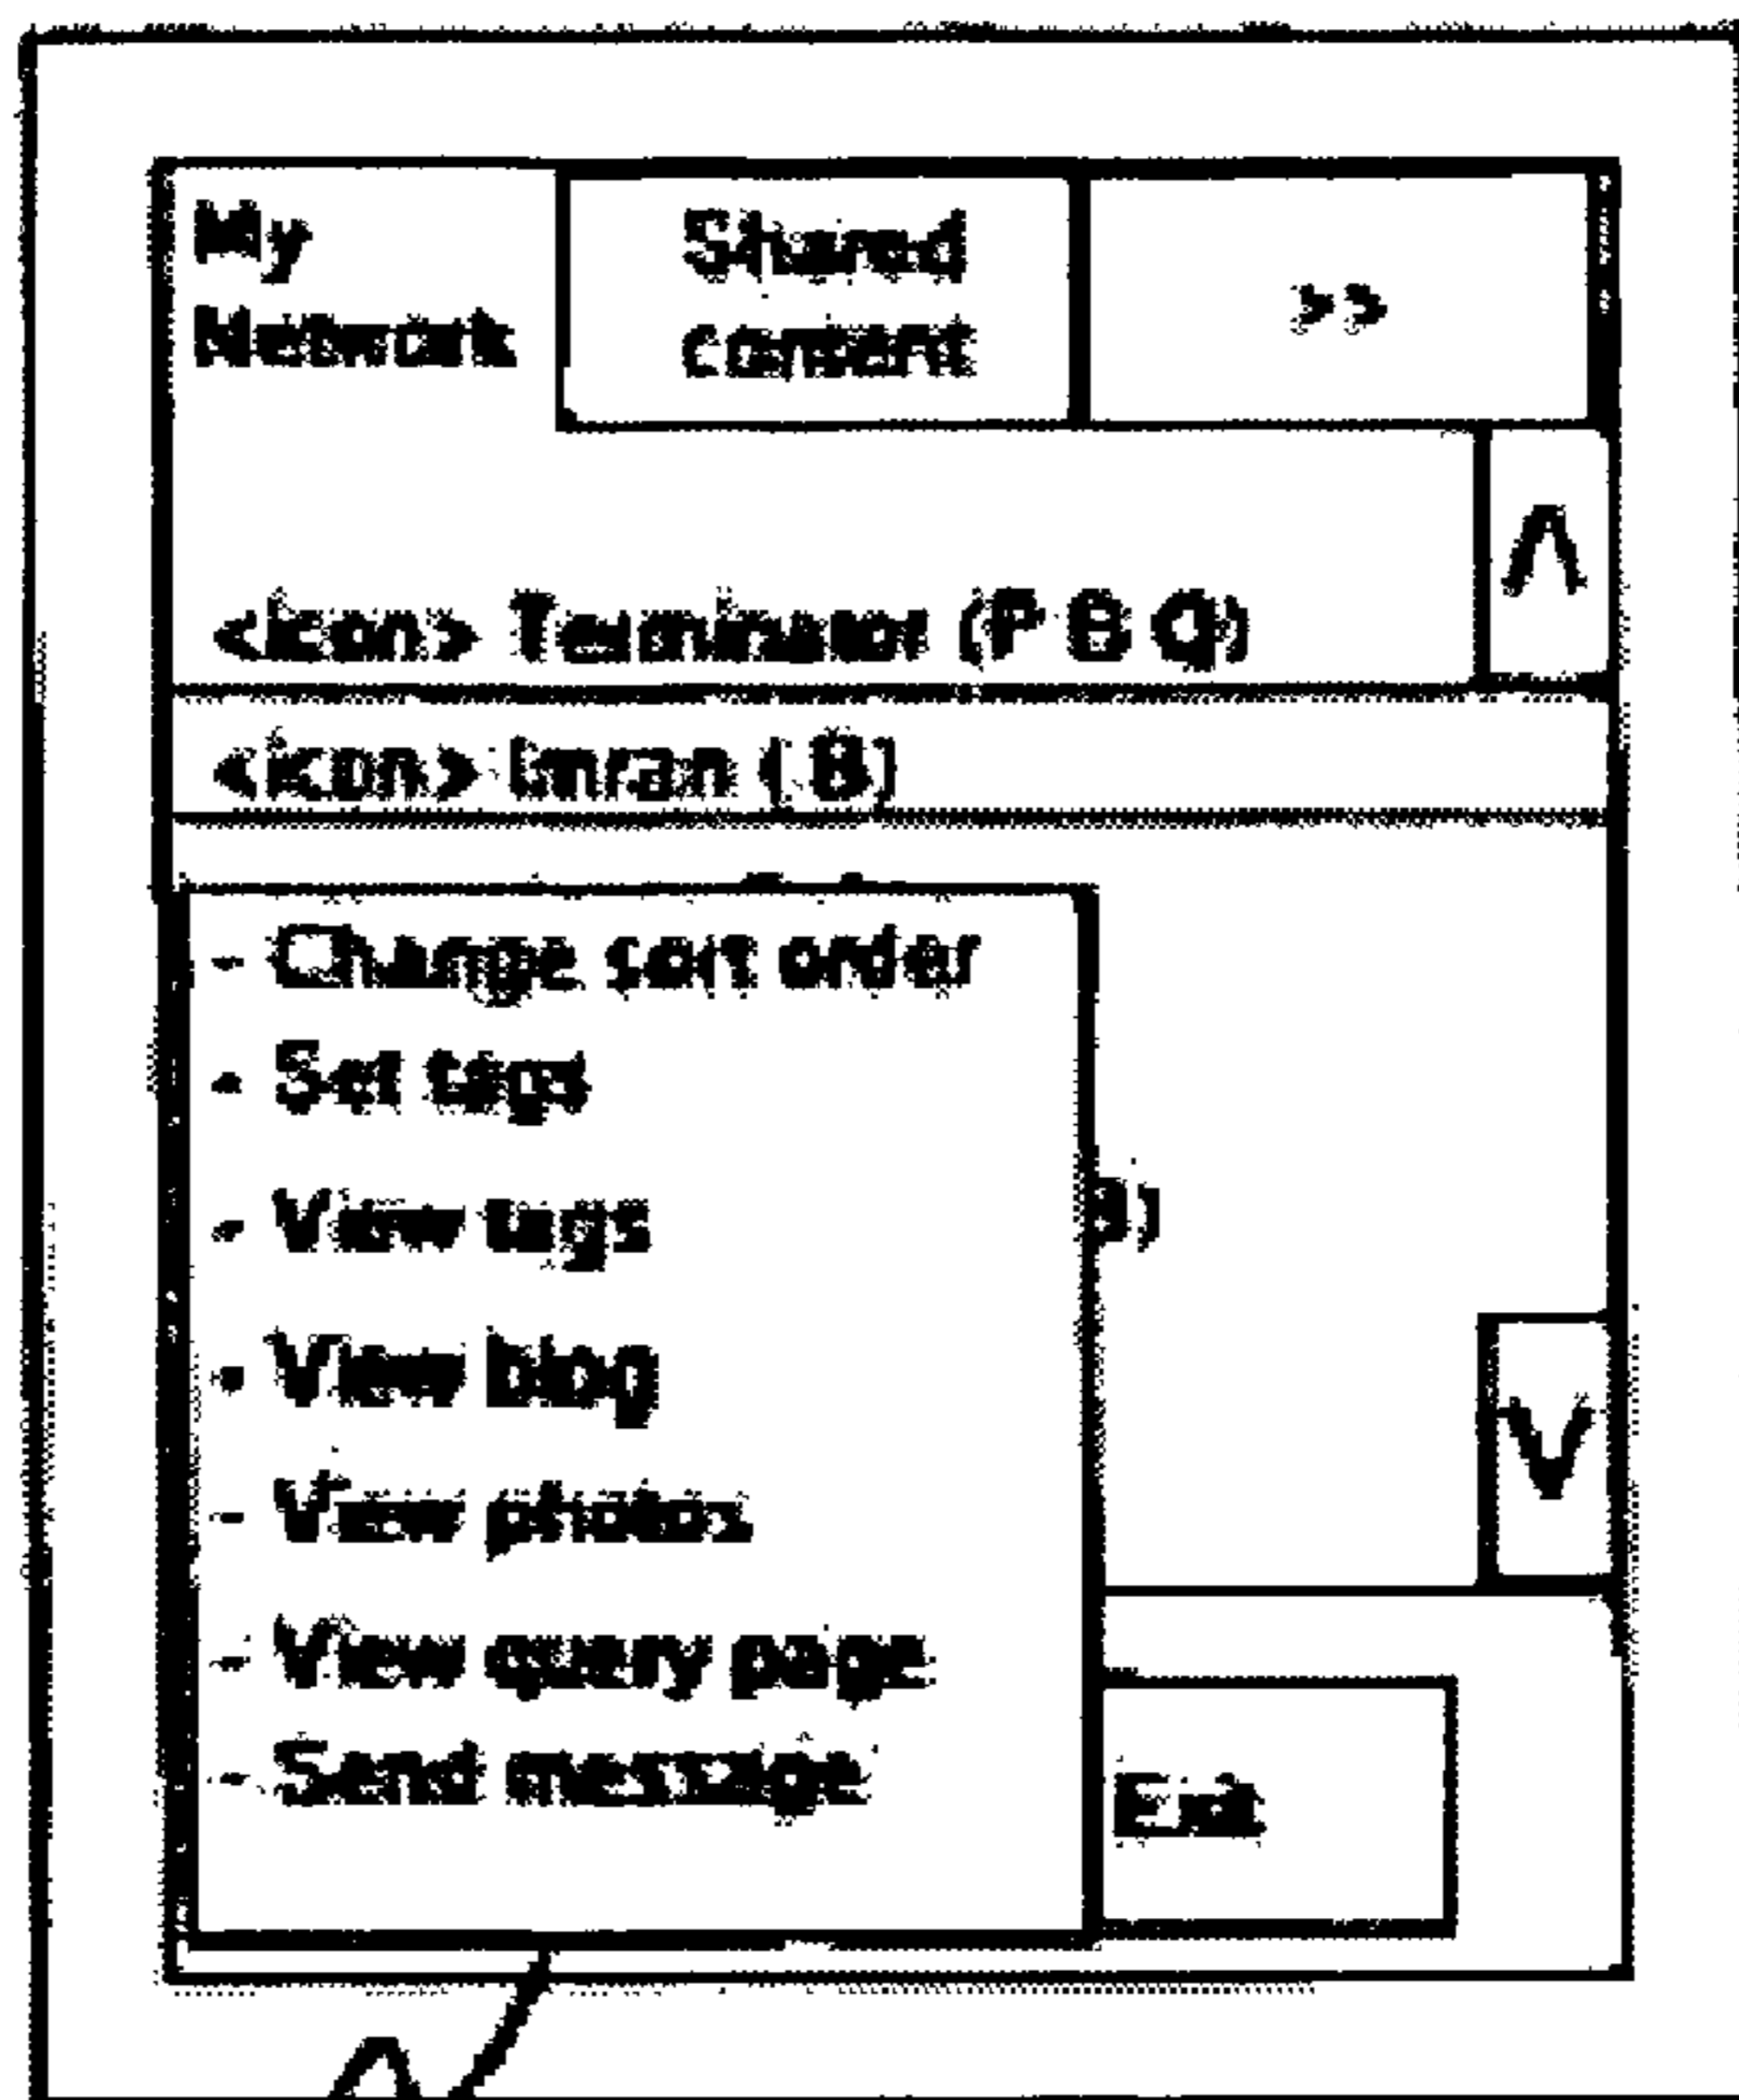 My
Network
Shared
content
>>
<icon> Terminator (P B Q)
<icon> Imran ( B)
- Change sort order
- Set tags
- View tags
- View blog
- View photos
- View query page
- Send message
Exit